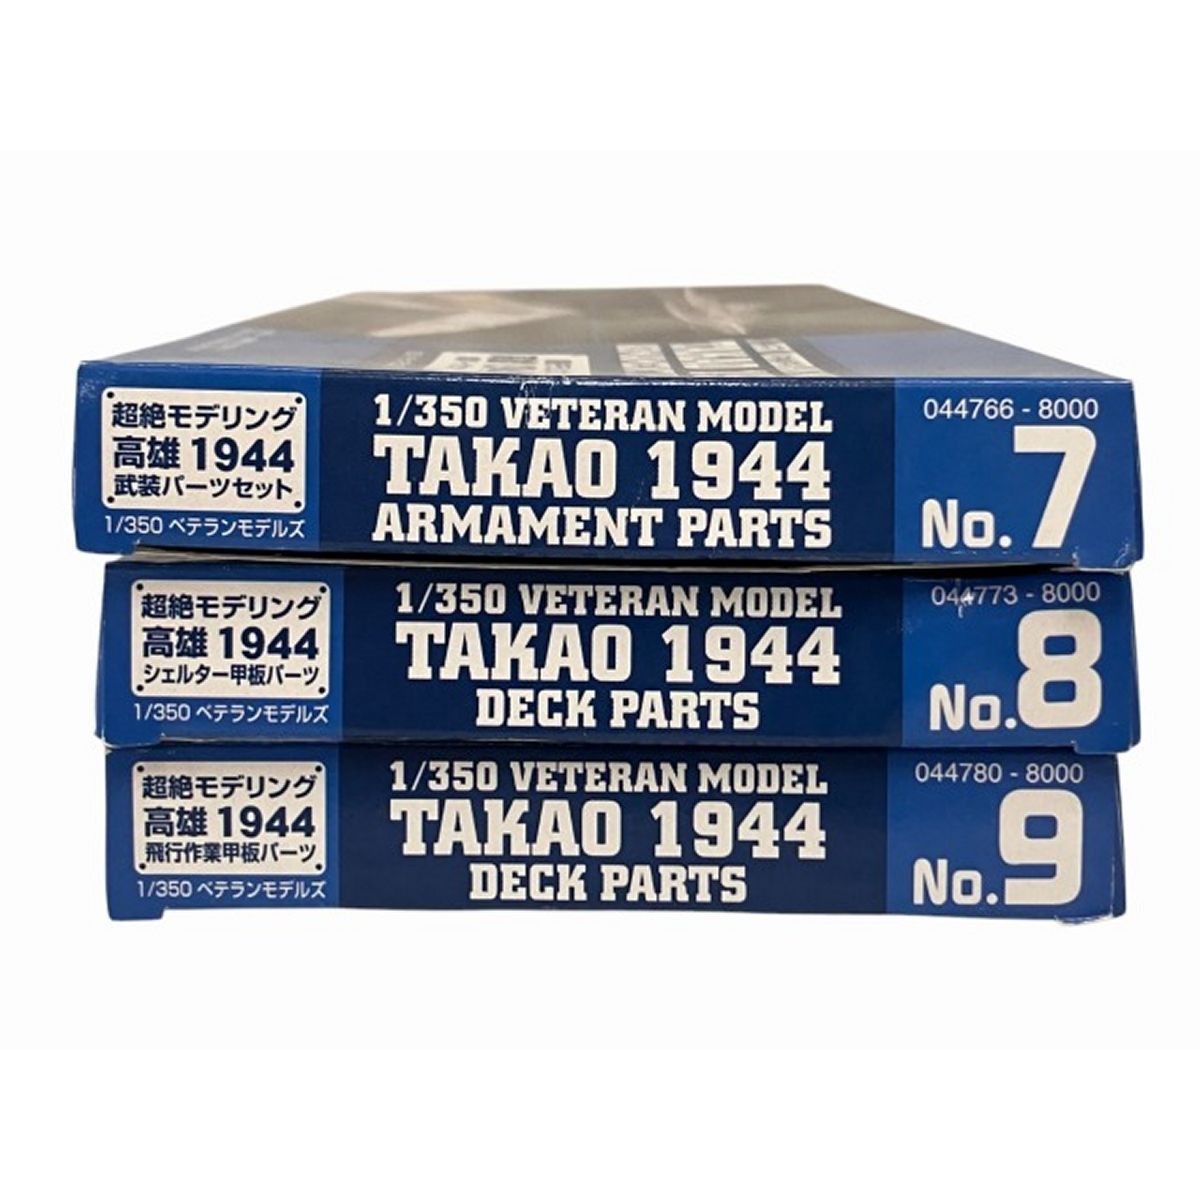 超絶モデリング
高雄 1944
武装パーツセット
1/350 ベテランモデルズ
1/350 VETERAN MODEL
TAKAO 1944
ARMAMENT PARTS
044766 - 8000
No.7
超絶モデリング
高雄 1944
シェルター甲板パーツ
1/350 ベテランモデルズ
1/350 VETERAN MODEL
TAKAO 1944
DECK PARTS
044773 - 8000
No.8
超絶モデリング
高雄 1944
飛行作業甲板パーツ
1/350 ベテランモデルズ
1/350 VETERAN MODEL
TAKAO 1944
DECK PARTS
044780 - 8000
No.9